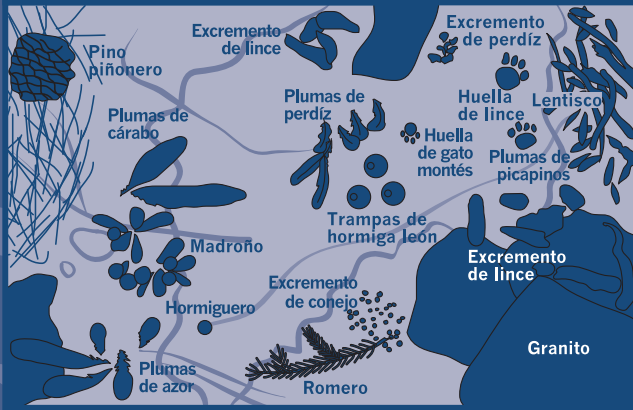 Pino
piñonero
Excremento
de lince
Excremento
de perdíz
Plumas de
cárabo
Plumas de
perdíz
Huella
de lince
Lentisco
Huella
de gato
montés
Plumas de
picapinos
Trampas de
hormiga león
Madroño
Excremento
de lince
Hormiguero
Excremento
de conejo
Granito
Plumas
de azor
Romero